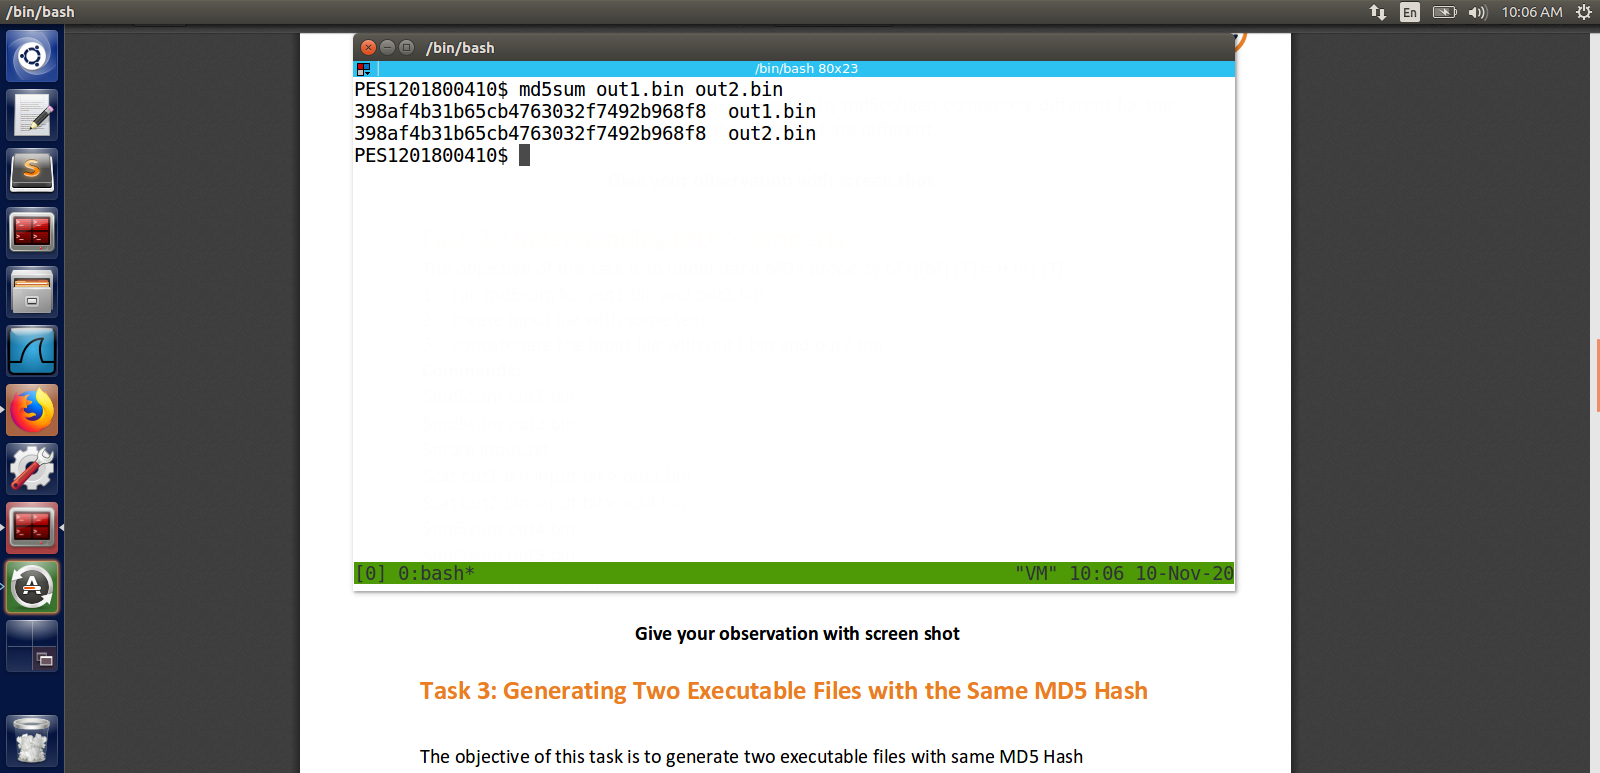 /bin/bash
En
10:06 AM
/bin/bash
/bin/bash 80x23
PES1201800410$ md5sum out1.bin out2.bin
398af4b31b65cb4763032f7492b968f8  out1.bin
398af4b31b65cb4763032f7492b968f8  out2.bin
PES1201800410$
[0] 0:bash*
"VM" 10:06 10-Nov-20
Give your observation with screen shot
Task 3: Generating Two Executable Files with the Same MD5 Hash
The objective of this task is to generate two executable files with same MD5 Hash